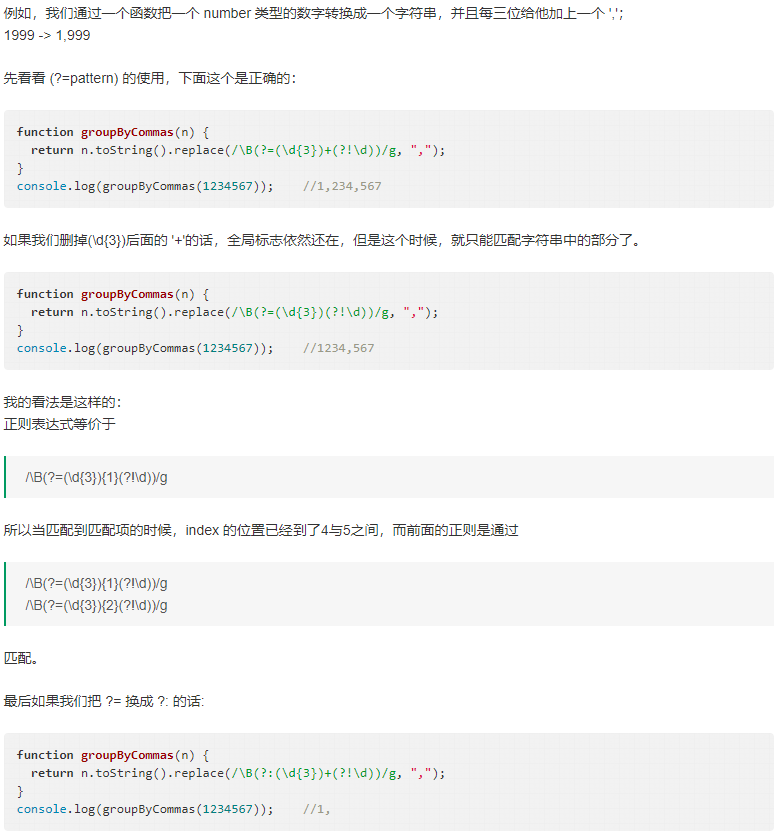 例如，我们通过一个函数把一个 number 类型的数字转换成一个字符串，并且每三位给他加上一个 ',';
1999 -> 1,999
先看看 (?=pattern) 的使用，下面这个是正确的：
function groupByCommas(n) {
  return n.toString().replace(/\B(?=(\d{3})+(?!\d))/g, ",");
}
console.log(groupByCommas(1234567));    //1,234,567
如果我们删掉(\d{3})后面的 '+'的话，全局标志依然还在，但是这个时候，就只能匹配字符串中的部分了。
function groupByCommas(n) {
  return n.toString().replace(/\B(?=(\d{3})(?!\d))/g, ",");
}
console.log(groupByCommas(1234567));    //1234,567
我的看法是这样的：
正则表达式等价于
/\B(?=(\d{3}){1}(?!\d))/g
所以当匹配到匹配项的时候，index 的位置已经到了4与5之间，而前面的正则是通过
/\B(?=(\d{3}){1}(?!\d))/g
/\B(?=(\d{3}){2}(?!\d))/g
匹配。
最后如果我们把 ?= 换成 ?: 的话:
function groupByCommas(n) {
  return n.toString().replace(/\B(?:(\d{3})+(?!\d))/g, ",");
}
console.log(groupByCommas(1234567));    //1,